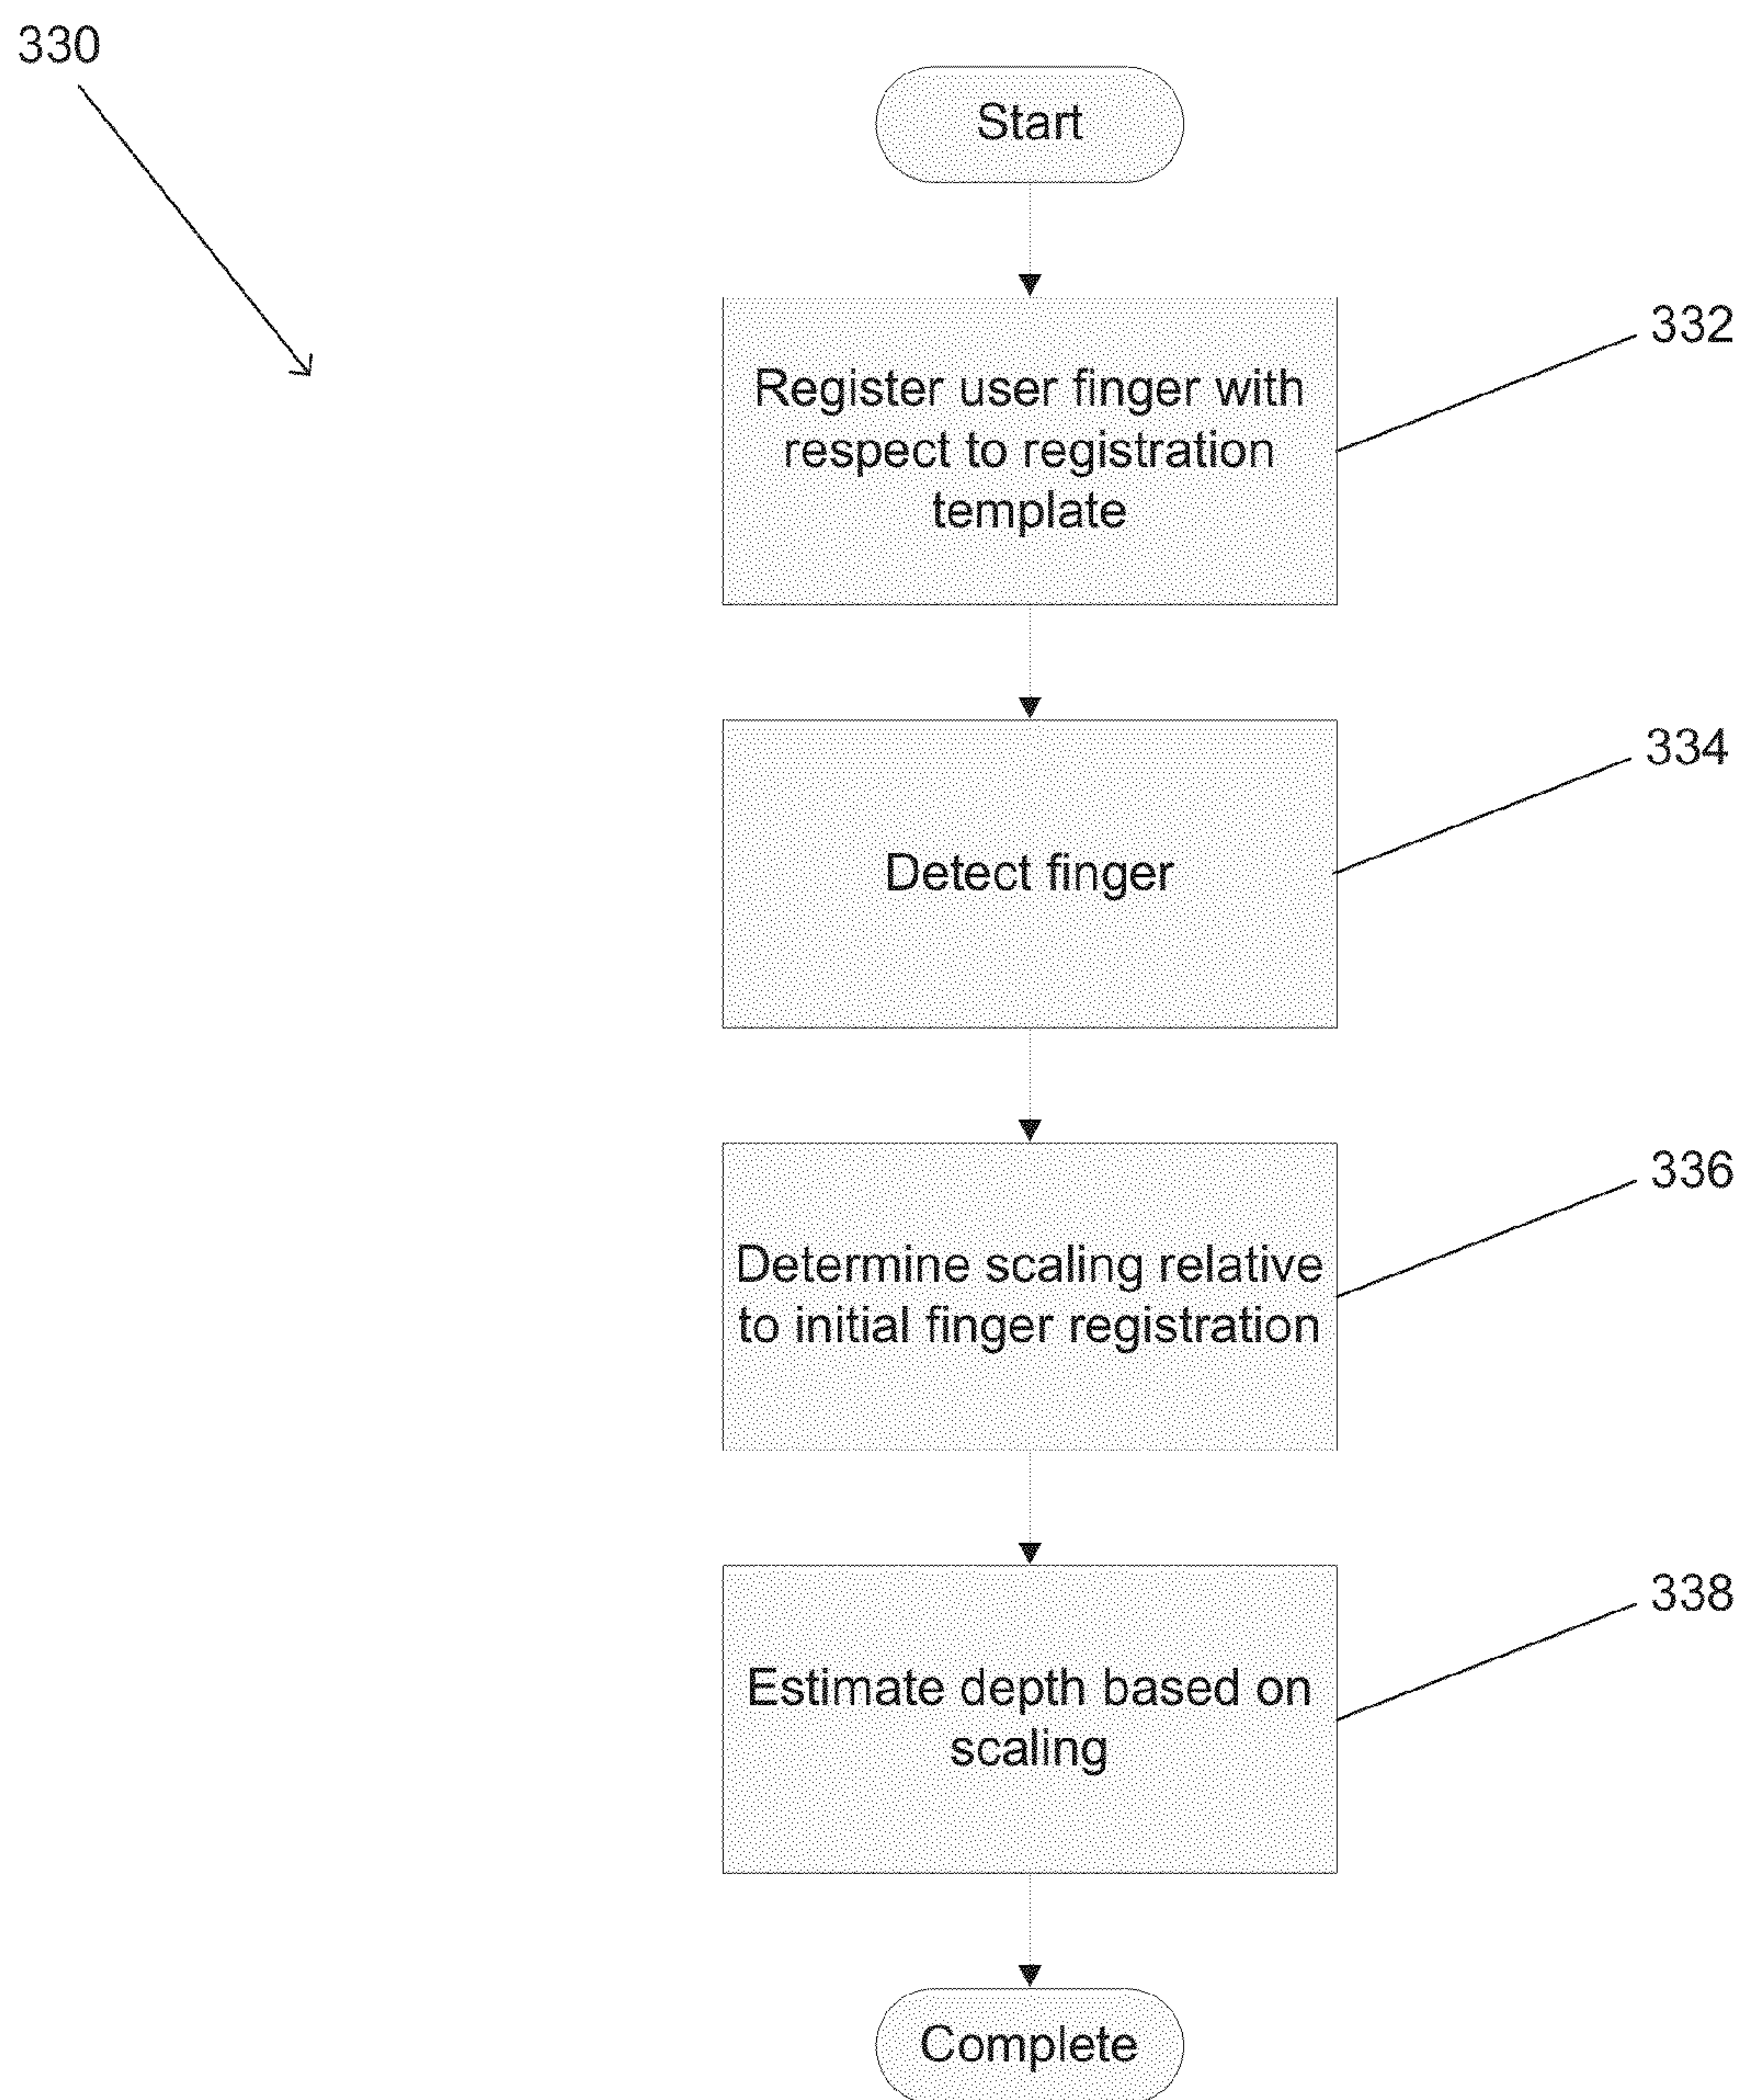 330
Start
332
Register user finger with
respect to registration
template
334
Detect finger
336
Determine scaling relative
to initial finger registration
338
Estimate depth based on
scaling
Complete